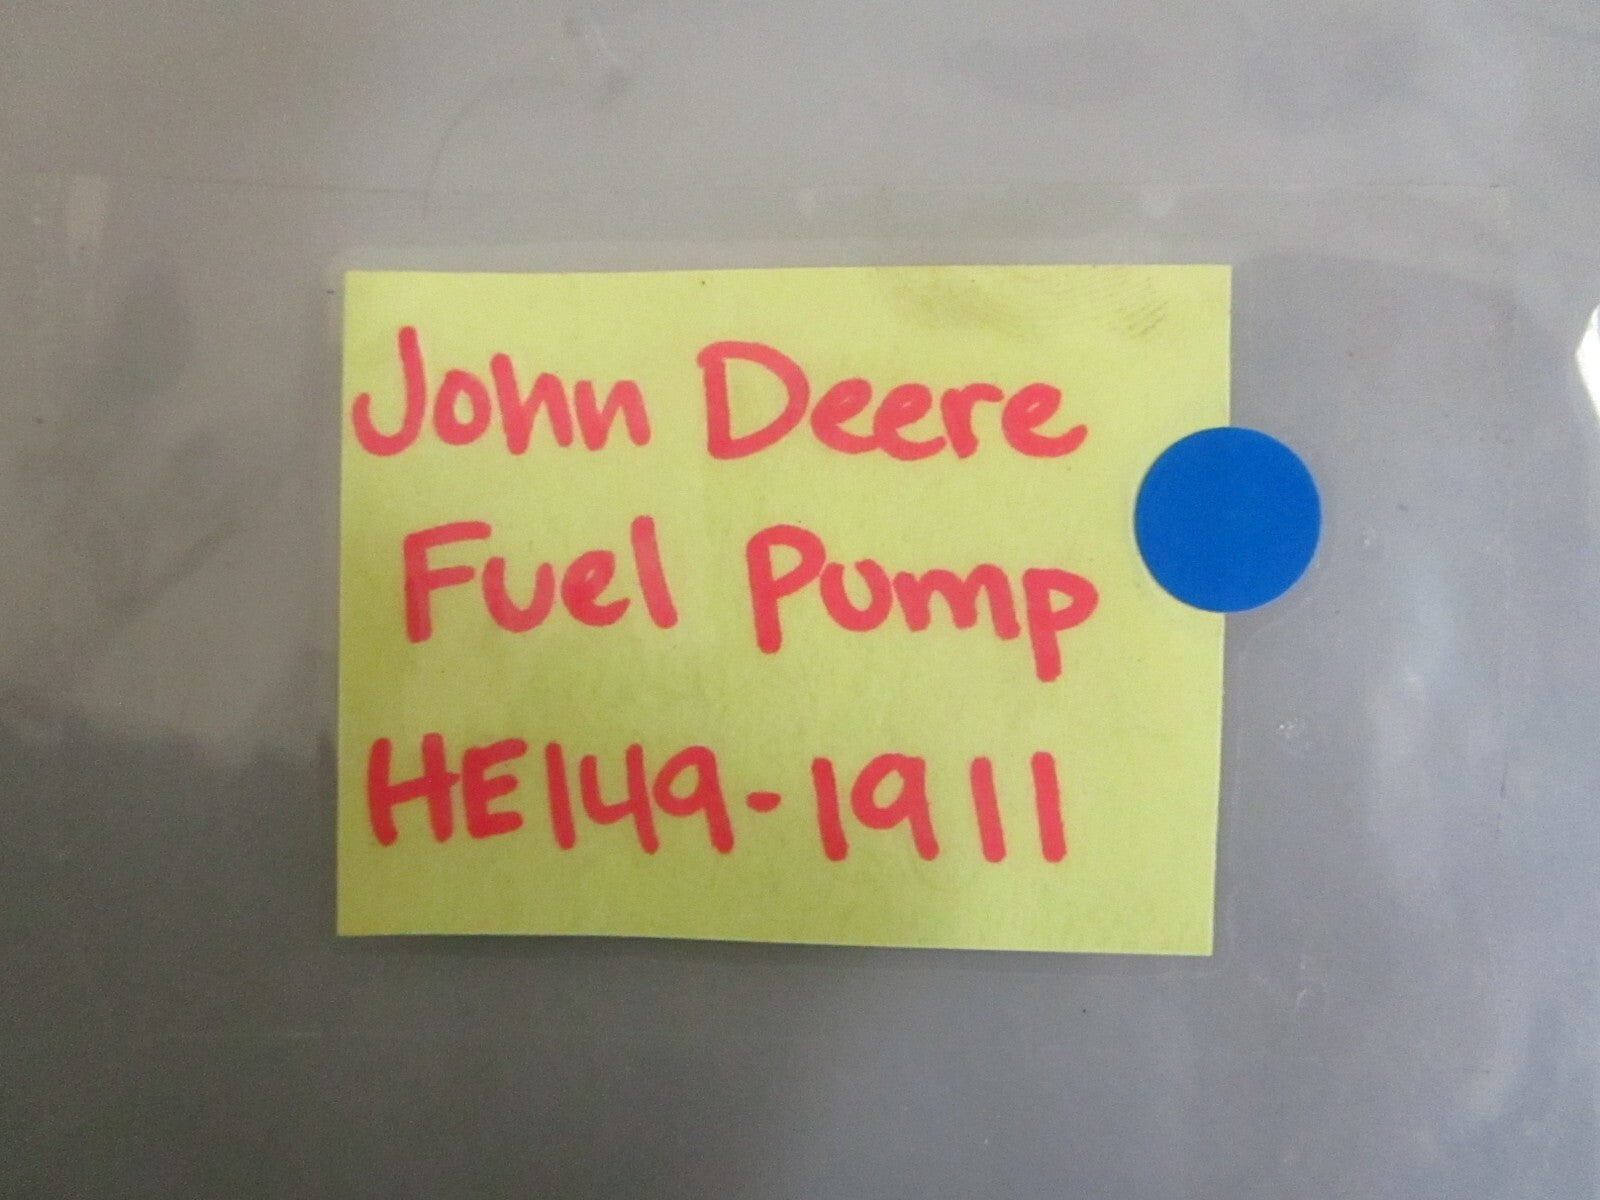 John Deere
Fuel Pump
HE149-1911